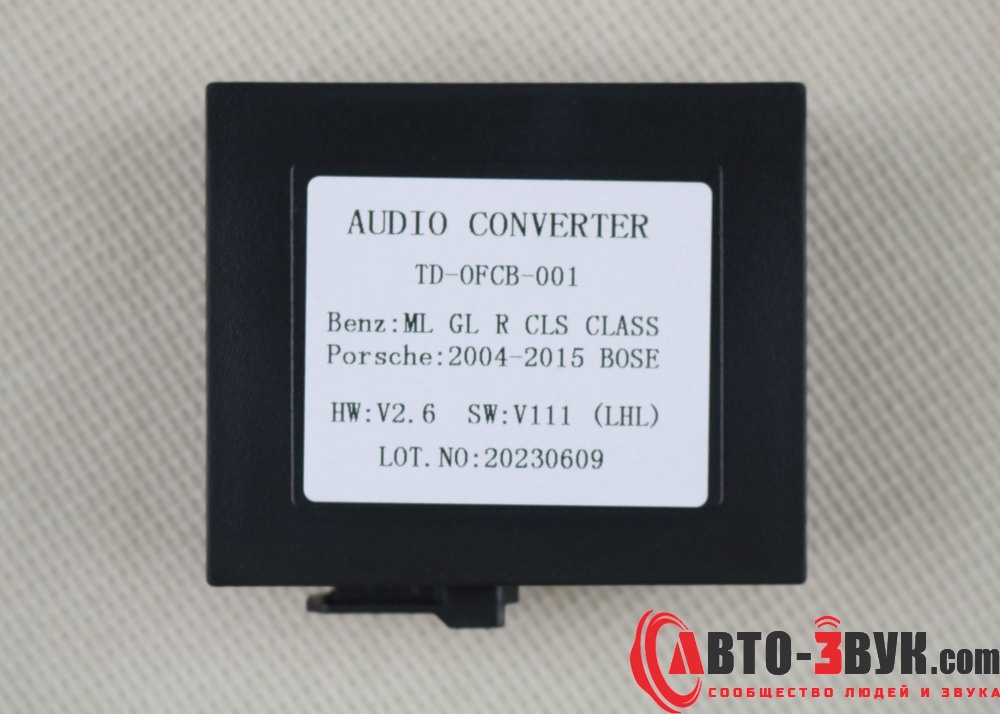 AUDIO CONVERTER
TD-OFCB-001
Benz:ML GL R CLS CLASS
Porsche:2004-2015 BOSE
HW:V2.6 SW:V111 (LHL)
LOT.NO:20230609
АВТО-ЗВУК.com
СООБЩЕСТВО ЛЮДЕЙ И ЗВУКА